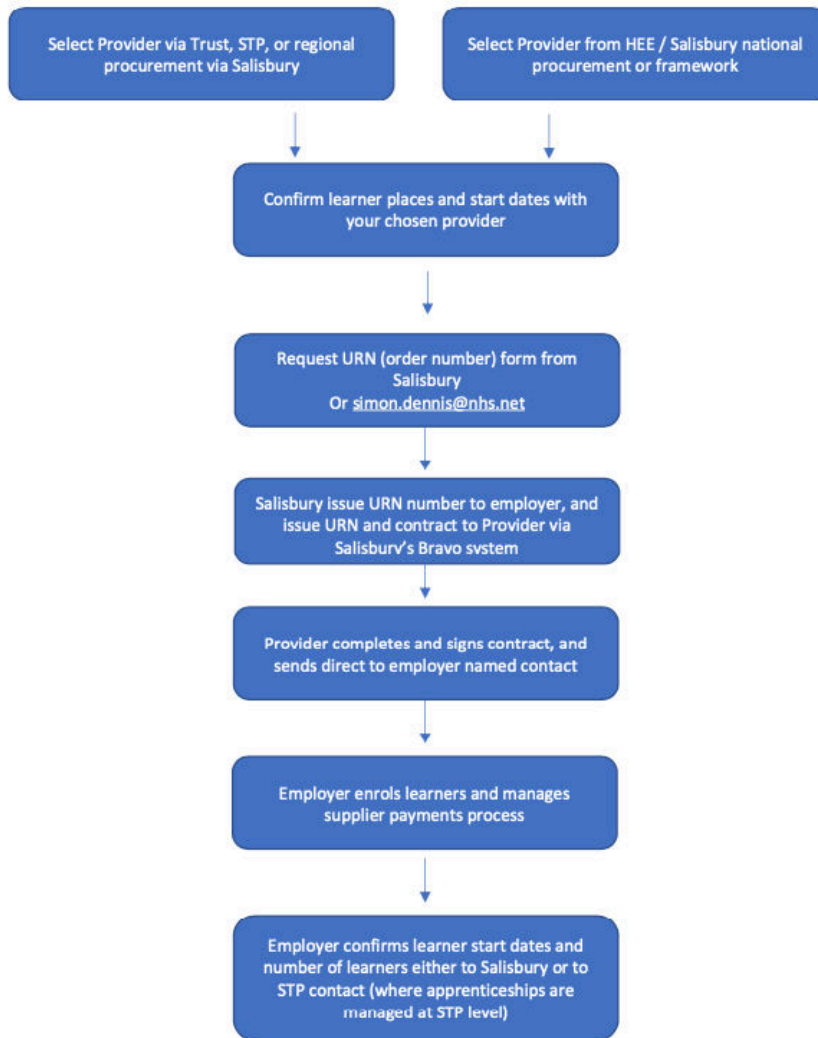 Select Provider via Trust, STP, or regional
procurement via Salisbury
Select Provider from HEE / Salisbury national
procurement or framework
Confirm learner places and start dates with
your chosen provider
Request URN (order number) form from
Salisbury
Or simon.dennis@nhs.net
Salisbury issue URN number to employer, and
issue URN and contract to Provider via
Salisbury's Bravo system
Provider completes and signs contract, and
sends direct to employer named contact
Employer enrols learners and manages
supplier payments process
Employer confirms learner start dates and
number of learners either to Salisbury or to
STP contact (where apprenticeships are
managed at STP level)